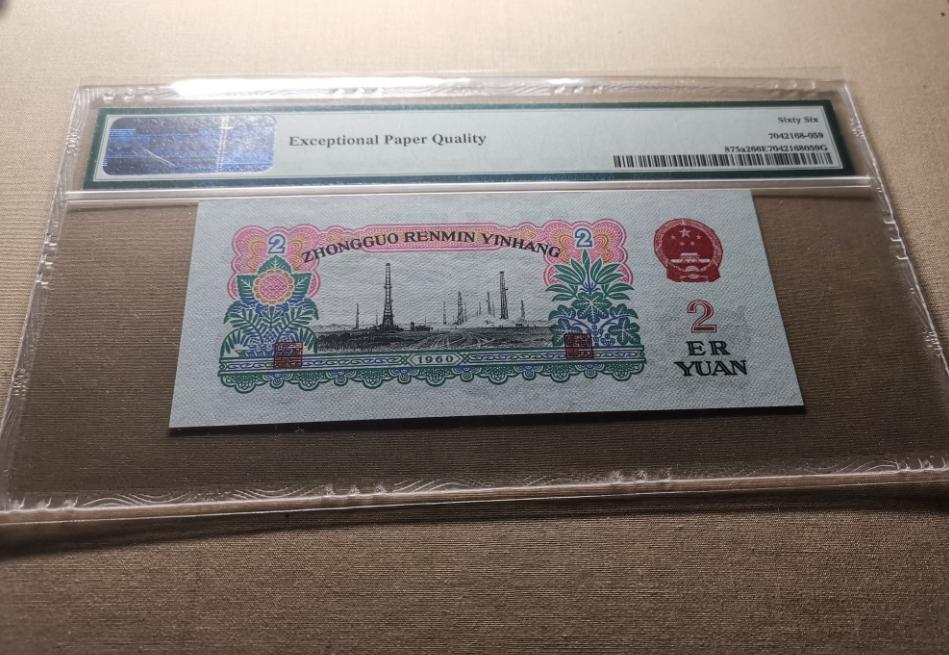 Exceptional Paper Quality
Sixty Six
7042168-059
875a266E7042168059G
2
ZHONGGUO RENMIN YINHANG
2
1960
2
ER
YUAN